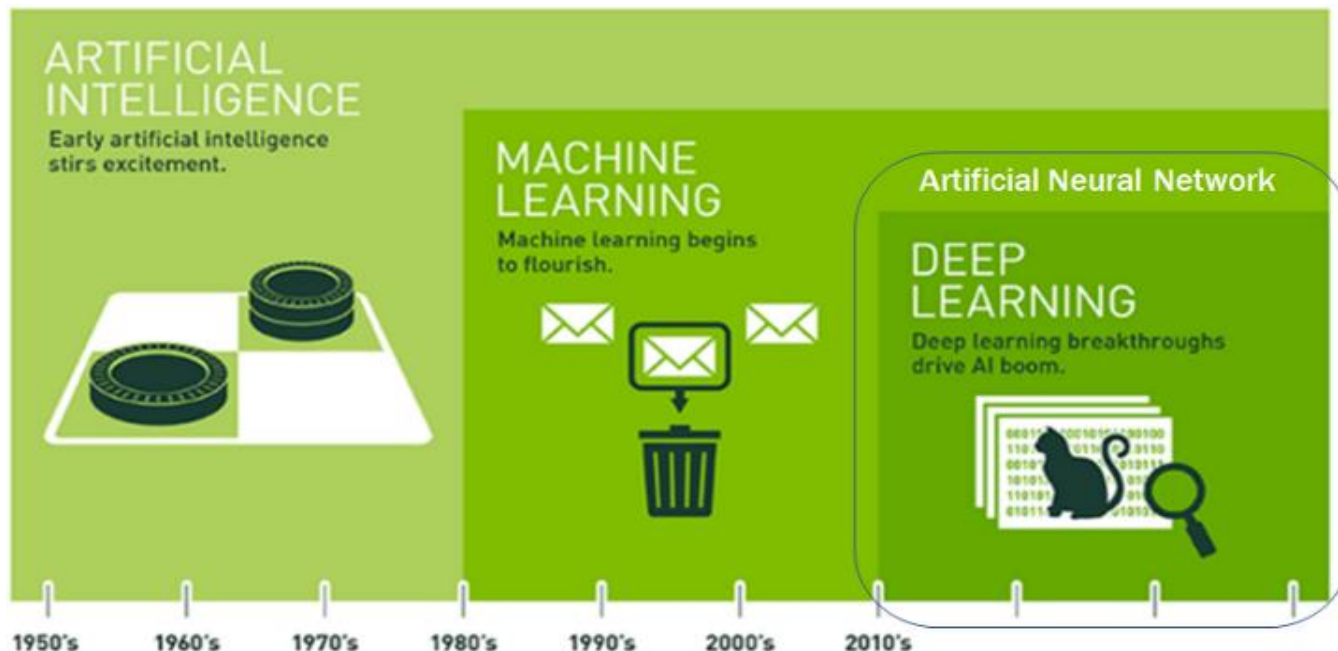 ARTIFICIAL
INTELLIGENCE
Early artificial intelligence
stirs excitement.
MACHINE
LEARNING
Machine learning begins
to flourish.
Artificial Neural Network
DEEP
LEARNING
Deep learning breakthroughs
drive AI boom.
1950's 1960's 1970's 1980's 1990's 2000's 2010's